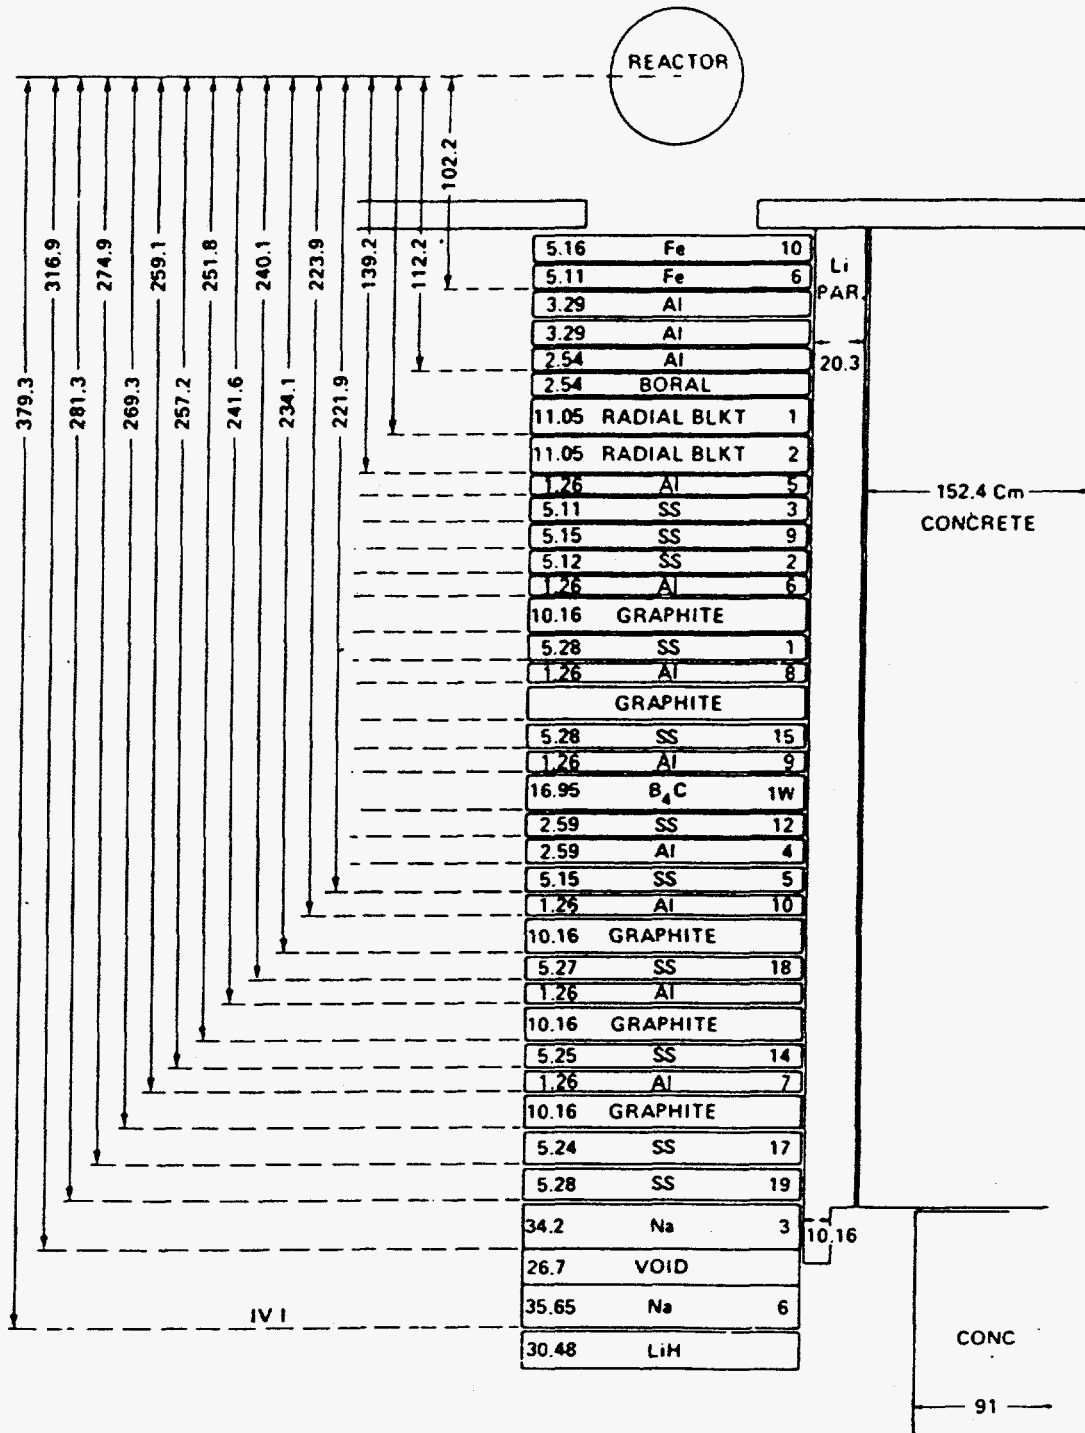 REACTOR
379.3
316.9
281.3
274.9
269.3
259.1
257.2
251.8
241.6
240.1
234.1
223.9
221.9
139.2
112.2
102.2
5.16 Fe 10
5.11 Fe 6
3.29 Al
3.29 Al
2.54 Al
2.54 BORAL
11.05 RADIAL BLKT 1
11.05 RADIAL BLKT 2
1.26 Al 5
5.11 SS 3
5.15 SS 9
5.12 SS 2
1.26 Al 6
10.16 GRAPHITE
5.28 SS 1
1.26 Al 8
GRAPHITE
5.28 SS 15
1.26 Al 9
16.95 B₄C 1W
2.59 SS 12
2.59 Al 4
5.15 SS 5
1.26 Al 10
10.16 GRAPHITE
5.27 SS 18
1.26 Al
10.16 GRAPHITE
5.25 SS 14
1.26 Al 7
10.16 GRAPHITE
5.24 SS 17
5.28 SS 19
34.2 Na 3
26.7 VOID
35.65 Na 6
30.48 LiH
Li
PAR.
20.3
152.4 Cm
CONCRETE
10.16
IV I
CONC
91